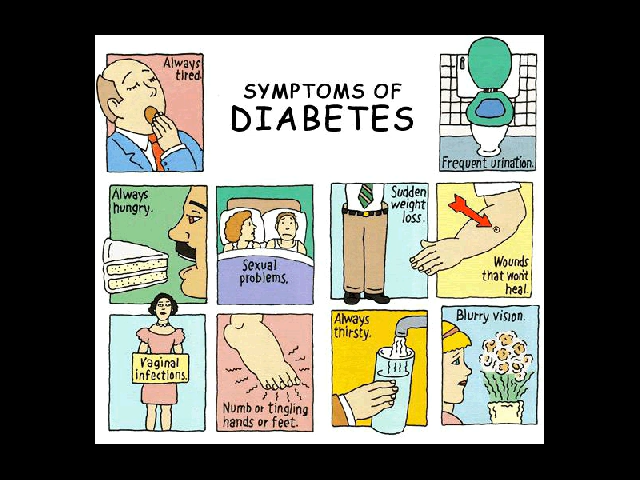 Always
tired.
SYMPTOMS OF
DIABETES
Frequent urination.
Always
hungry.
Sexual
problems.
Sudden
weight
loss.
Wounds
that won't
heal.
Vaginal
infections.
Numb or tingling
hands or feet.
Always
thirsty.
Blurry vision.